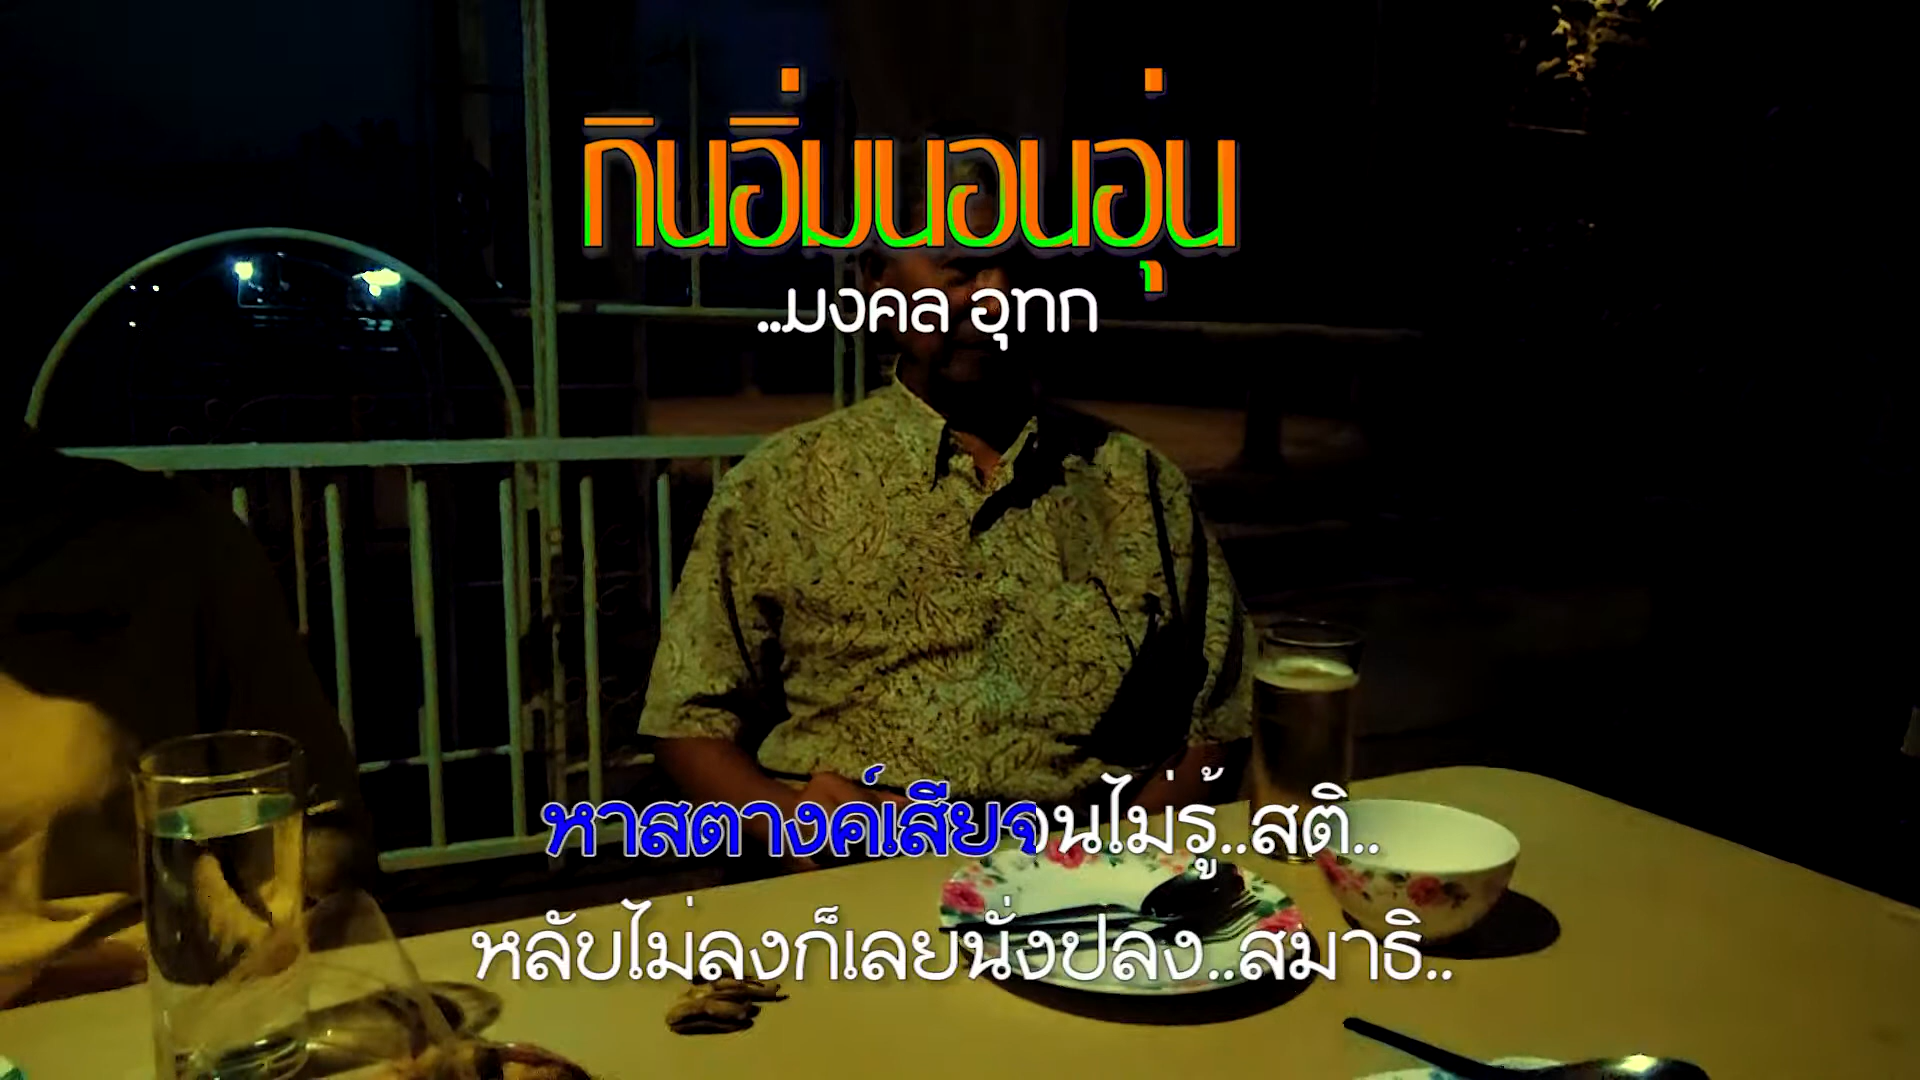 กินอิ่มนอนอุ่น
..มงคล อุทก
หาสตางค์เสียจนไม่รู้..สติ..
หลับไม่ลงก็เลยนั่งปลง..สมาธิ..